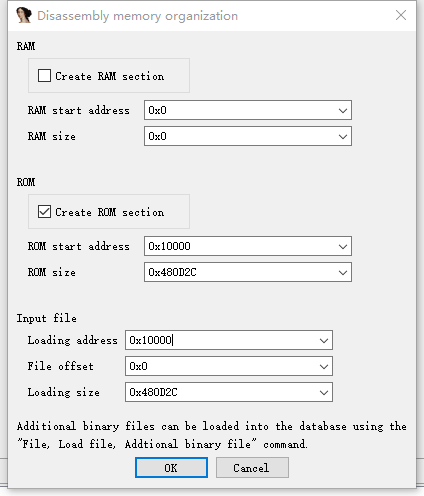 Disassembly memory organization
RAM
Create RAM section
RAM start address 0x0
RAM size 0x0
ROM
Create ROM section
ROM start address 0x10000
ROM size 0x480D2C
Input file
Loading address 0x10000
File offset 0x0
Loading size 0x480D2C
Additional binary files can be loaded into the database using the
"File, Load file, Addtional binary file" command.
OK Cancel